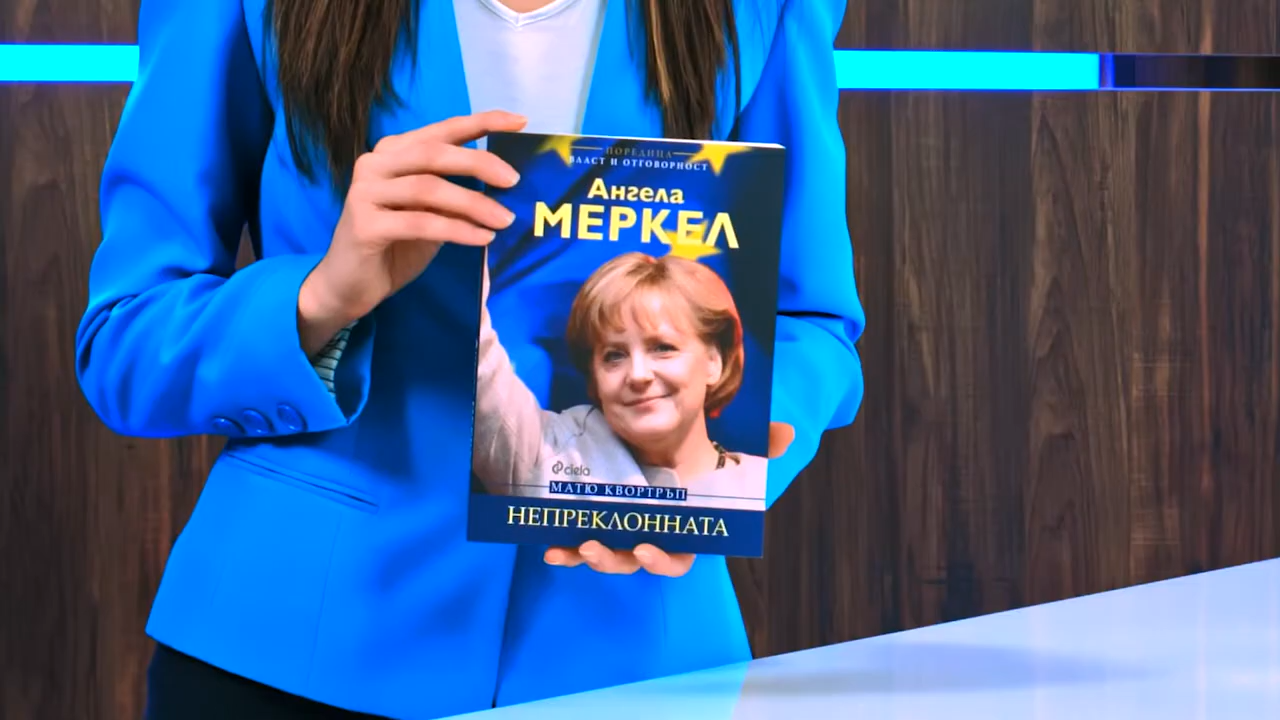 ПОРЕДИЦА
ВЛАСТ И ОТГОВОРНОСТ
Ангела
МЕРКЕЛ
ciela
МАТЮ КВОРТРЪП
НЕПРЕКЛОННАТА